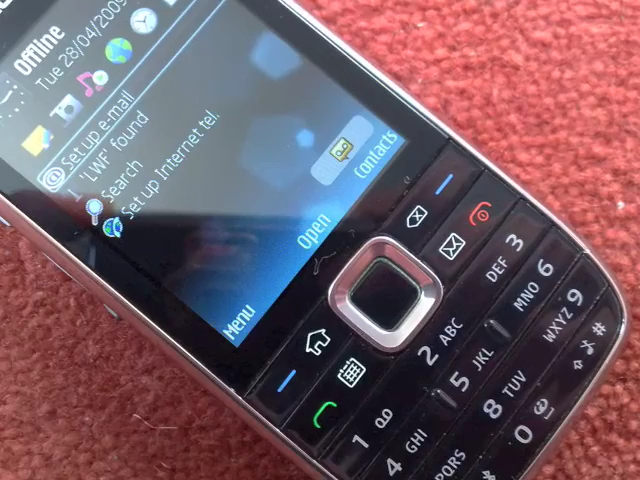 Offline
Tue 28/04/2009
Set up e-mail
'LWF' found
Search
Set up Internet tel.
Menu
Open
Contacts
1
2 ABC
DEF 3
4 GHI
5 JKL
MNO 6
PQRS
8 TUV
WXYZ 9
0
#